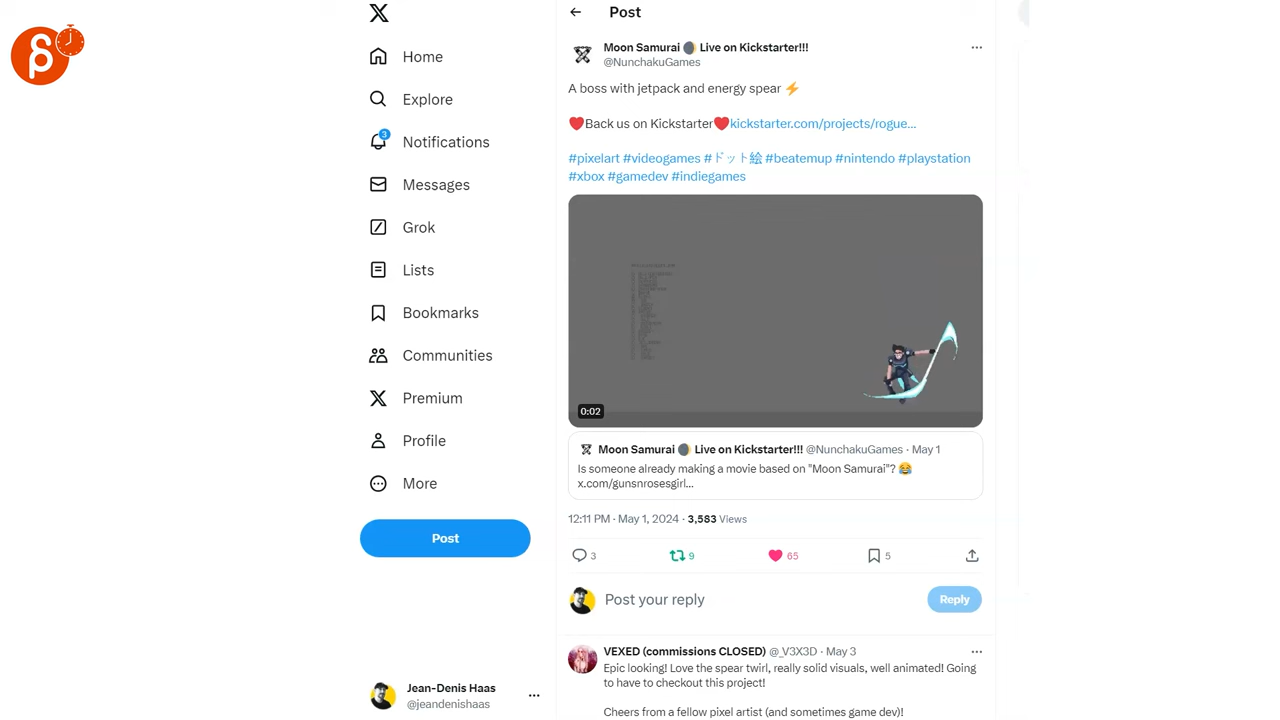 Home
Explore
3
Notifications
Messages
Grok
Lists
Bookmarks
Communities
Premium
Profile
More
Post
Jean-Denis Haas
@jeandenishaas
Post
Moon Samurai 🌖 Live on Kickstarter!!!
@NunchakuGames
A boss with jetpack and energy spear ⚡
❤️Back us on Kickstarter❤️kickstarter.com/projects/rogue…
#pixelart #videogames #ドット絵 #beatemup #nintendo #playstation
#xbox #gamedev #indiegames
0:02
Moon Samurai 🌖 Live on Kickstarter!!! @NunchakuGames · May 1
Is someone already making a movie based on "Moon Samurai"? 😂
x.com/gunsnrosesgirl…
12:11 PM · May 1, 2024 · 3,583 Views
3 9 65 5
Post your reply
Reply
VEXED (commissions CLOSED) @_V3X3D · May 3
Epic looking! Love the spear twirl, really solid visuals, well animated! Going
to have to checkout this project!
Cheers from a fellow pixel artist (and sometimes game dev)!